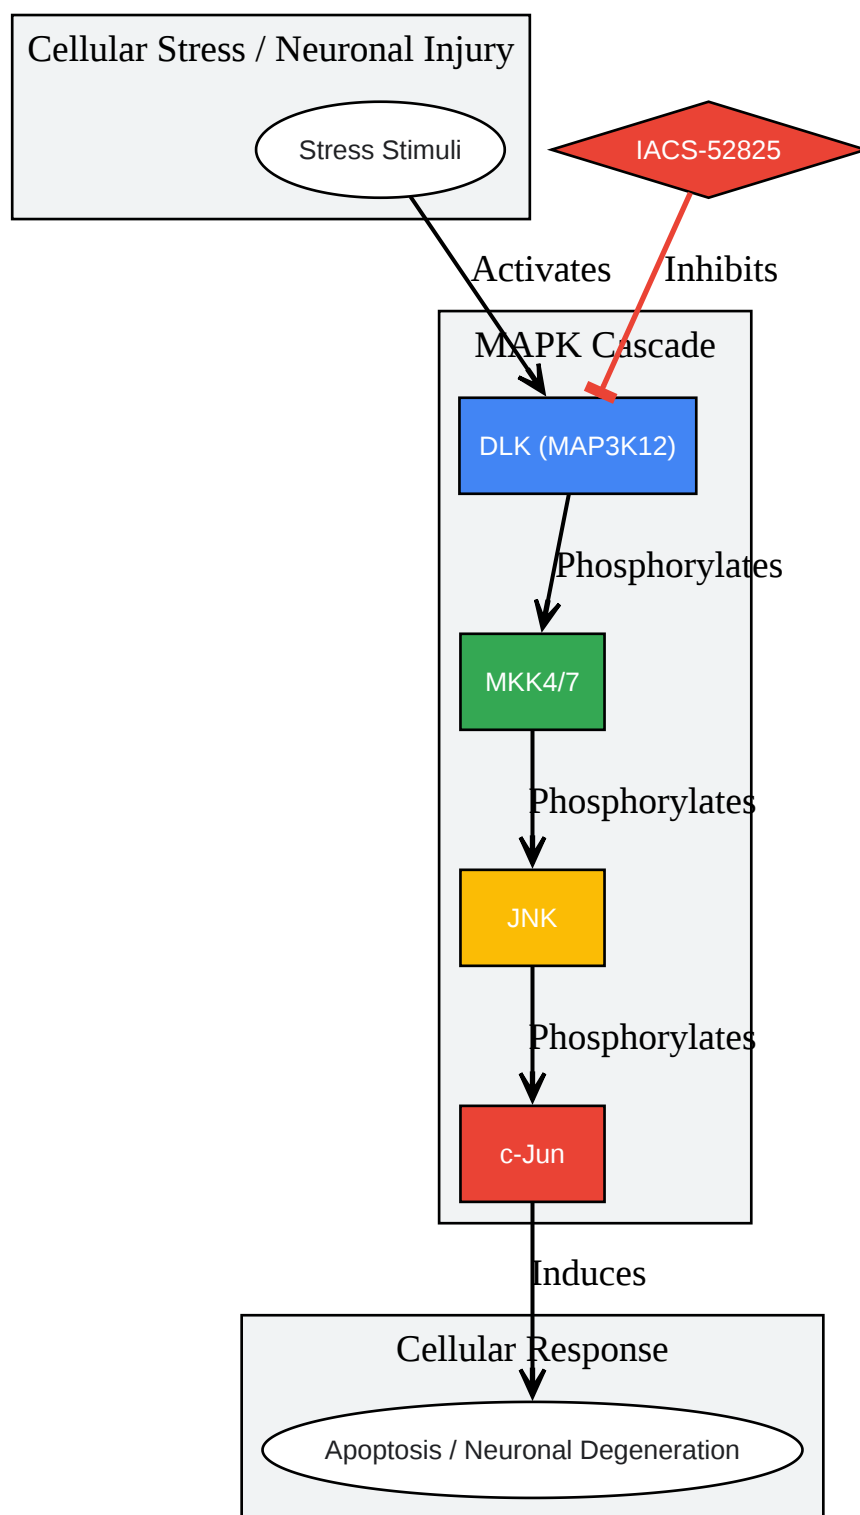 Cellular Stress / Neuronal Injury
Stress Stimuli
IACS-52825
Activates
Inhibits
MAPK Cascade
DLK (MAP3K12)
Phosphorylates
MKK4/7
Phosphorylates
JNK
Phosphorylates
c-Jun
Induces
Cellular Response
Apoptosis / Neuronal Degeneration